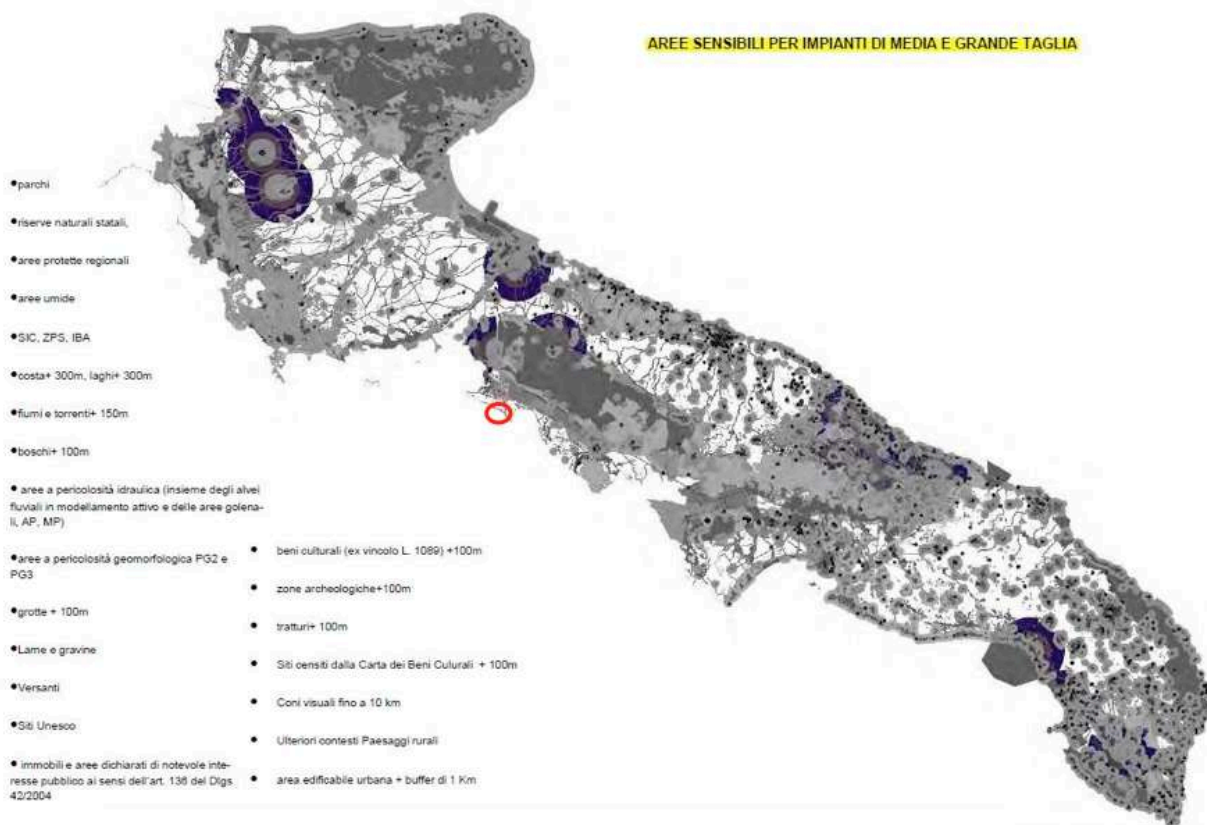 AREE SENSIBILI PER IMPIANTI DI MEDIA E GRANDE TAGLIA
•parchi
•riserve naturali statali,
•aree protette regionali
•aree umide
•SIC, ZPS, IBA
•costa+ 300m, laghi+ 300m
•fiumi e torrenti+ 150m
•boschi+ 100m
• aree a pericolosità idraulica (insieme degli alvei
fluviali in modellamento attivo e delle aree golena-
li, AP, MP)
•aree a pericolosità geomorfologica PG2 e
PG3
•grotte + 100m
•Lame e gravine
•Versanti
•Siti Unesco
• immobili e aree dichiarati di notevole inte-
resse pubblico ai sensi dell'art. 136 del Dlgs
42/2004
• beni culturali (ex vincolo L. 1089) +100m
• zone archeologiche+100m
• tratturi+ 100m
• Siti censiti dalla Carta dei Beni Culurali + 100m
• Coni visuali fino a 10 km
• Ulteriori contesti Paesaggi rurali
• area edificabile urbana + buffer di 1 Km